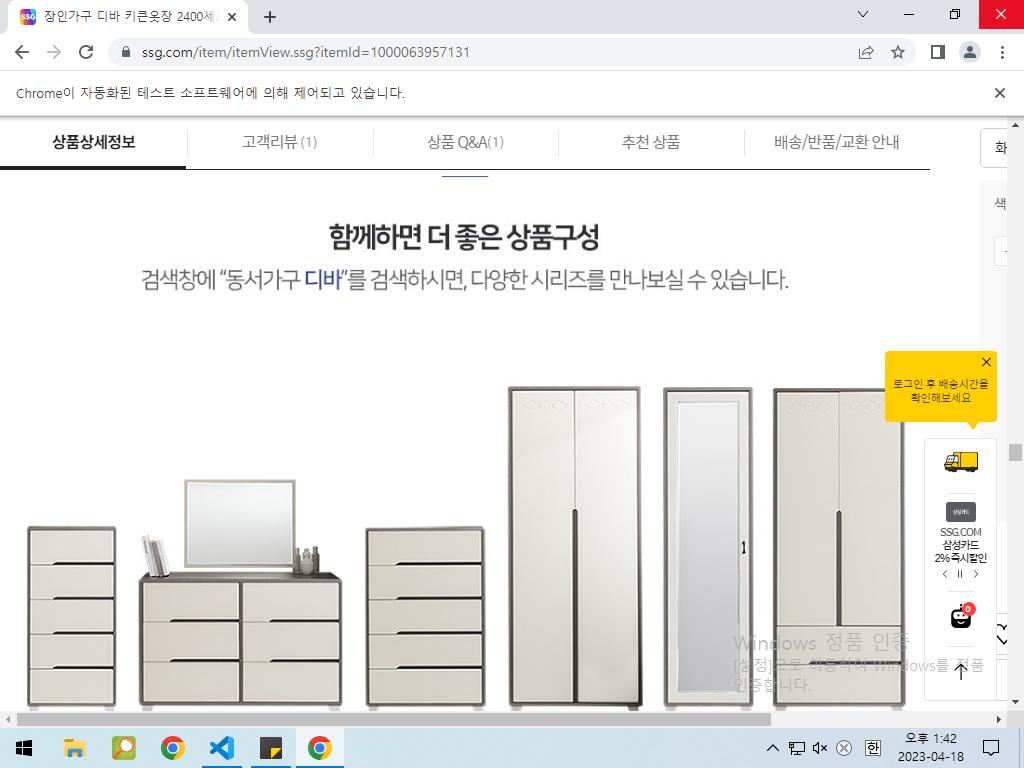 장인가구 디바 키큰옷장 2400세트
ssg.com/item/itemView.ssg?itemId=1000063957131
Chrome이 자동화된 테스트 소프트웨어에 의해 제어되고 있습니다.
상품상세정보
고객리뷰 (1)
상품 Q&A(1)
추천 상품
배송/반품/교환 안내
화
색
함께하면 더 좋은 상품구성
검색창에 “동서가구 디바”를 검색하시면, 다양한 시리즈를 만나보실 수 있습니다.
로그인 후 배송시간을
확인해보세요
삼성카드
SSG.COM
삼성카드
2% 즉시할인
0
Windows 정품 인증
[설정]으로 이동하여 Windows를 정품
인증합니다.
한
오후 1:42
2023-04-18